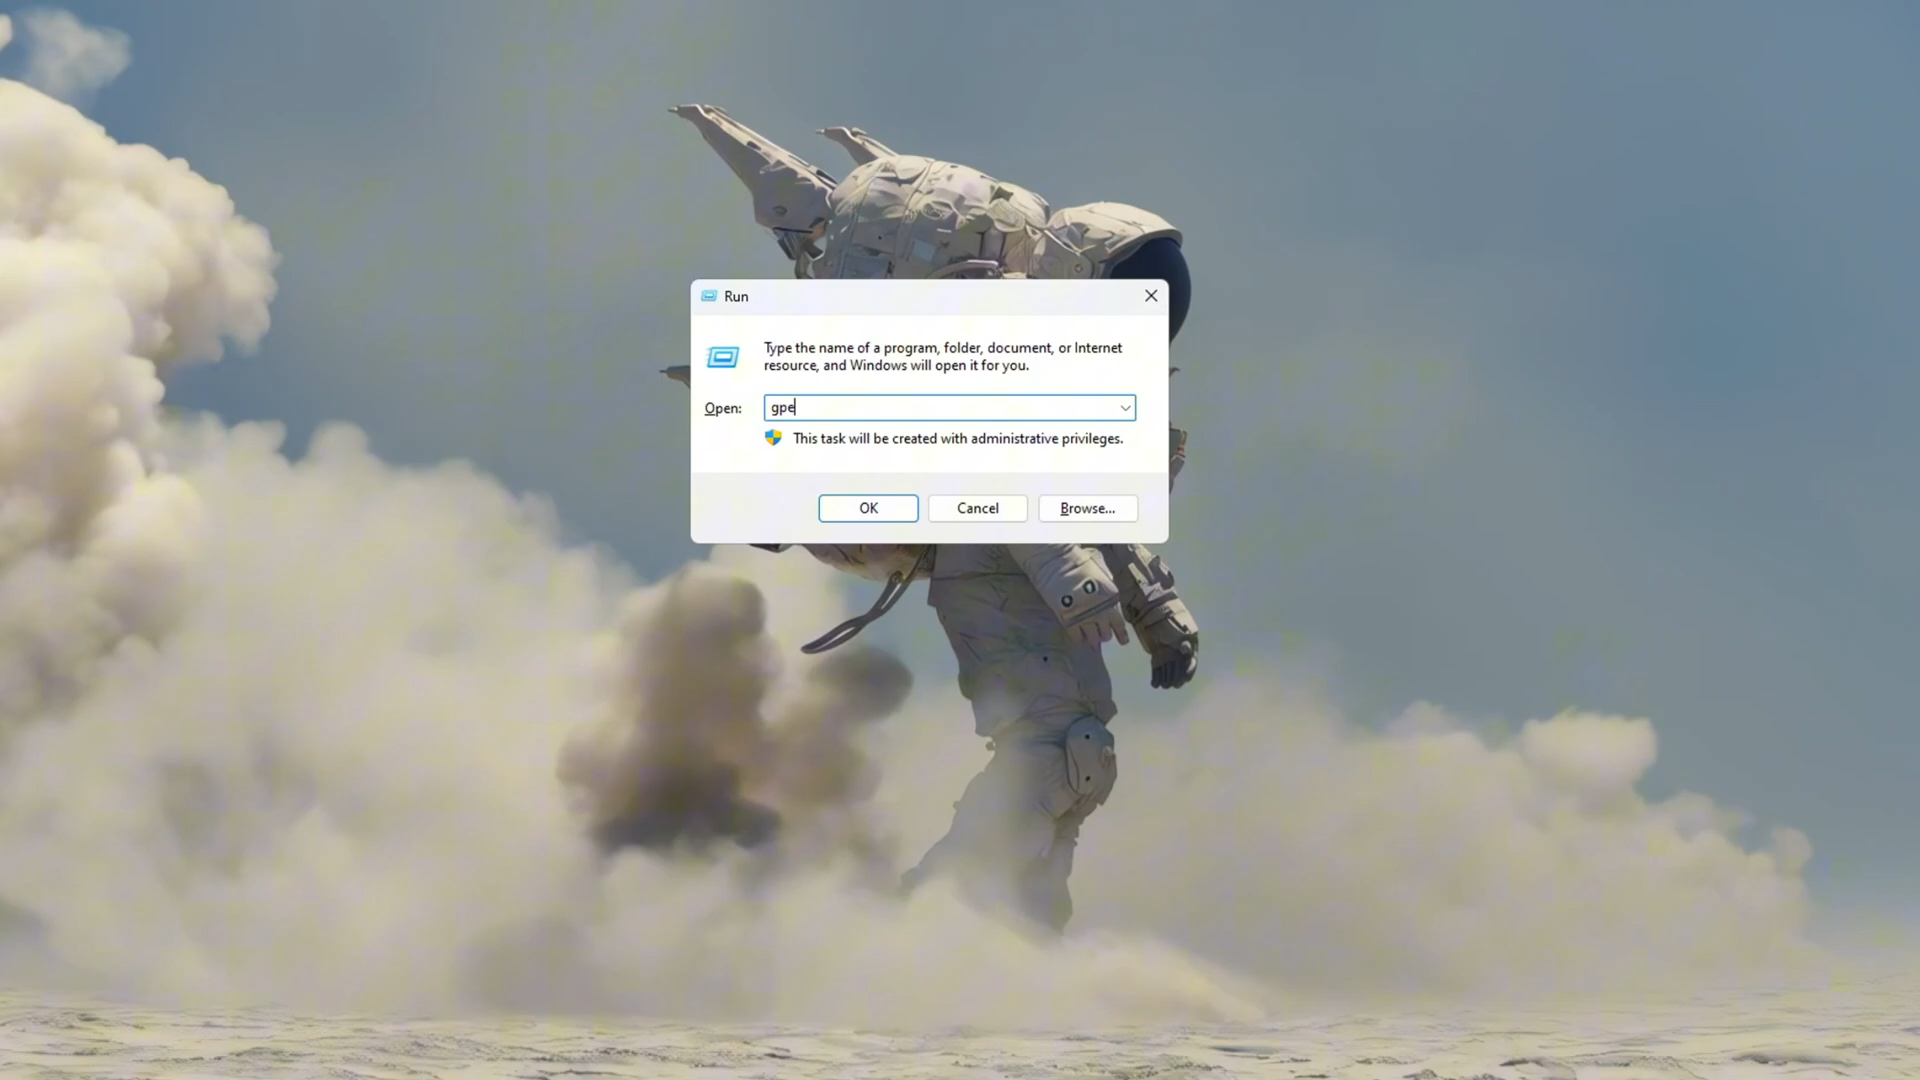 Run
Type the name of a program, folder, document, or Internet
resource, and Windows will open it for you.
Open: gpe
This task will be created with administrative privileges.
OK Cancel Browse...